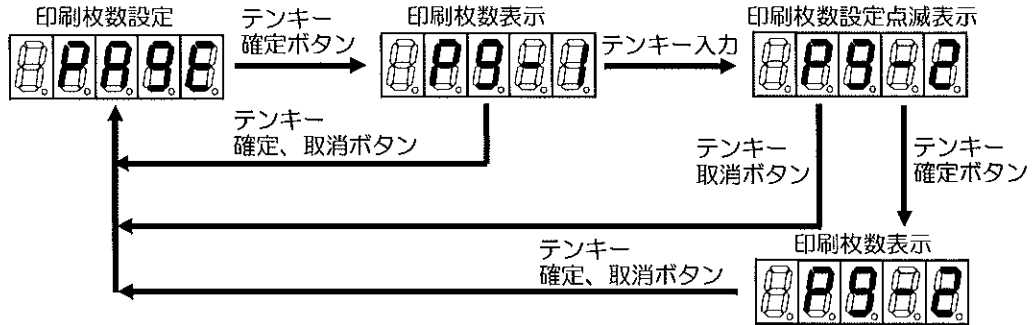 印刷枚数設定
PAgE
テンキー
確定ボタン
印刷枚数表示
Pg-1
テンキー入力
印刷枚数設定点滅表示
Pg-2
テンキー
確定、取消ボタン
テンキー
取消ボタン
テンキー
確定ボタン
テンキー
確定、取消ボタン
印刷枚数表示
Pg-2